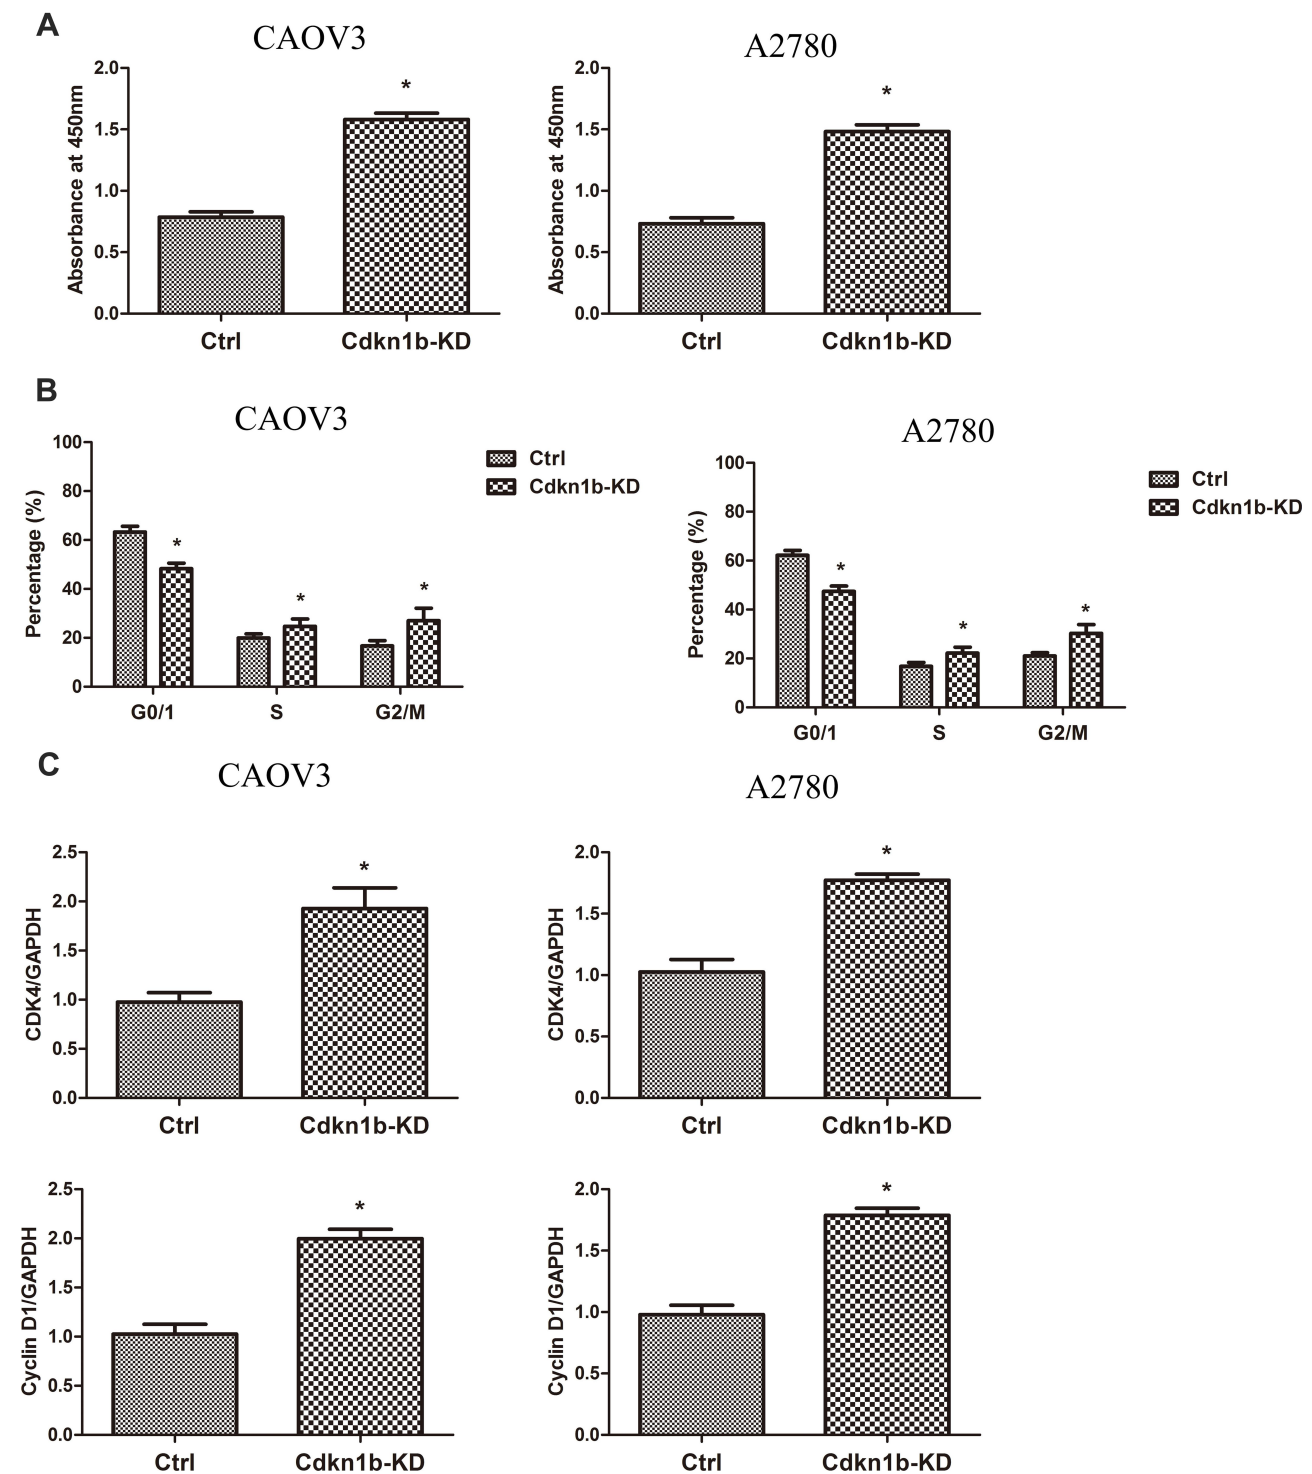 A
CAOV3
A2780
Absorbance at 450nm
2.0
1.5
1.0
0.5
0.0
*
Ctrl
Cdkn1b-KD
Absorbance at 450nm
2.0
1.5
1.0
0.5
0.0
*
Ctrl
Cdkn1b-KD
B
CAOV3
Percentage (%)
100
80
60
40
20
0
*
*
*
G0/1
S
G2/M
Ctrl
Cdkn1b-KD
A2780
Percentage (%)
100
80
60
40
20
0
*
*
*
G0/1
S
G2/M
Ctrl
Cdkn1b-KD
C
CAOV3
A2780
CDK4/GAPDH
2.5
2.0
1.5
1.0
0.5
0.0
*
Ctrl
Cdkn1b-KD
CDK4/GAPDH
2.0
1.5
1.0
0.5
0.0
*
Ctrl
Cdkn1b-KD
Cyclin D1/GAPDH
2.5
2.0
1.5
1.0
0.5
0.0
*
Ctrl
Cdkn1b-KD
Cyclin D1/GAPDH
2.0
1.5
1.0
0.5
0.0
*
Ctrl
Cdkn1b-KD